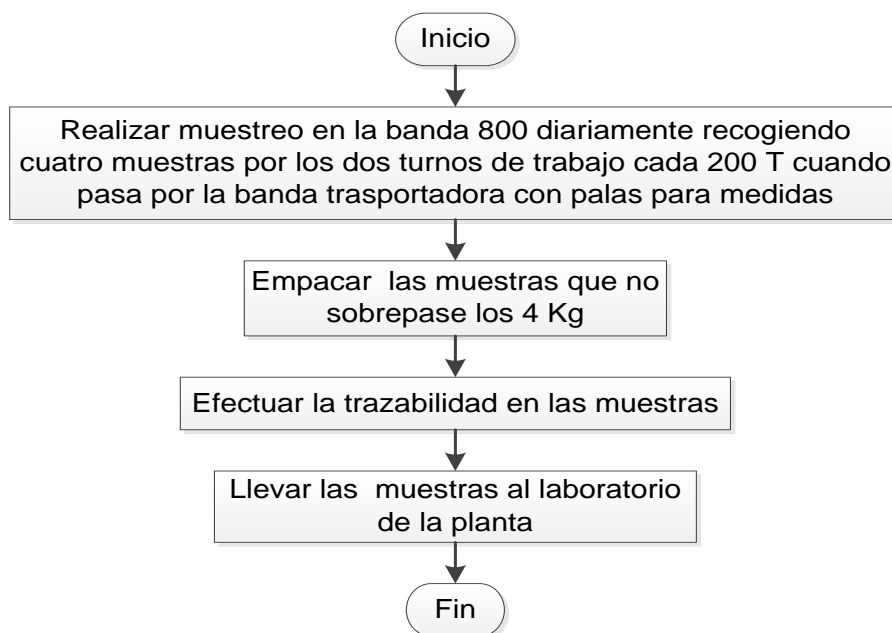 Inicio
Realizar muestreo en la banda 800 diariamente recogiendo
cuatro muestras por los dos turnos de trabajo cada 200 T cuando
pasa por la banda trasportadora con palas para medidas
Empacar las muestras que no
sobrepase los 4 Kg
Efectuar la trazabilidad en las muestras
Llevar las muestras al laboratorio
de la planta
Fin